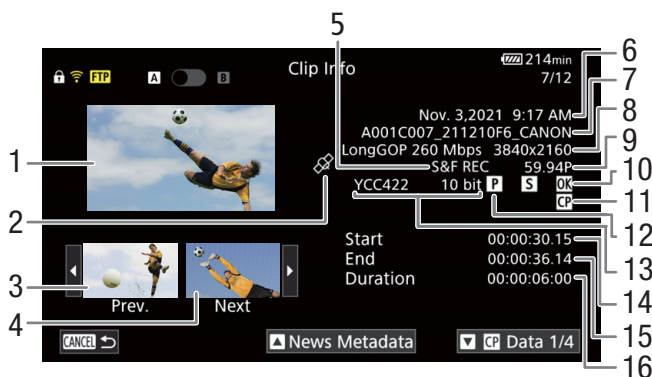 5
6
7
8
9
10
11
12
13
14
15
16
1
2
3
4
FTP
A B
Clip Info
214min
7/12
Nov. 3,2021 9:17 AM
A001C007_211210F6_CANON
LongGOP 260 Mbps 3840x2160
S&F REC 59.94P
YCC422 10 bit P S OK
CP
Start 00:00:30.15
End 00:00:36.14
Duration 00:00:06:00
Prev. Next
CANCEL News Metadata CP Data 1/4